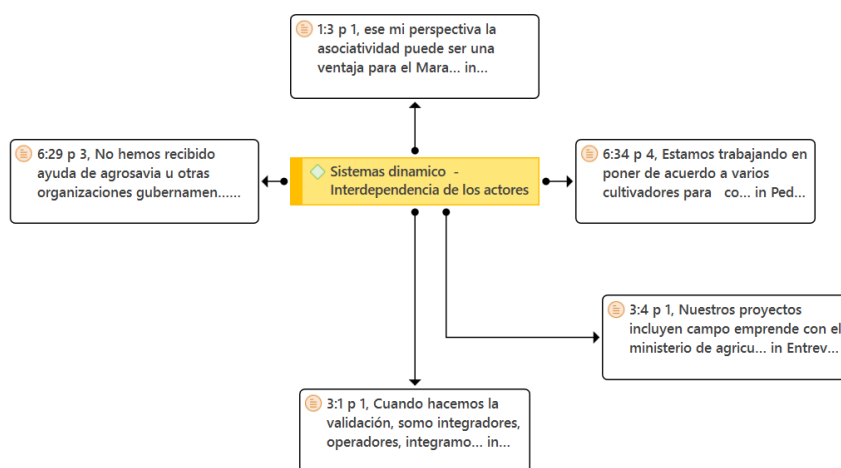 1:3 p 1, ese mi perspectiva la
asociatividad puede ser una
ventaja para el Mara... in...
6:29 p 3, No hemos recibido
ayuda de agrosavia u otras
organizaciones gubernamen......
Sistemas dinamico -
Interdependencia de los actores
6:34 p 4, Estamos trabajando en
poner de acuerdo a varios
cultivadores para co... in Ped...
3:4 p 1, Nuestros proyectos
incluyen campo emprende con el
ministerio de agricu... in Entrev...
3:1 p 1, Cuando hacemos la
validación, somo integradores,
operadores, integramo... in...